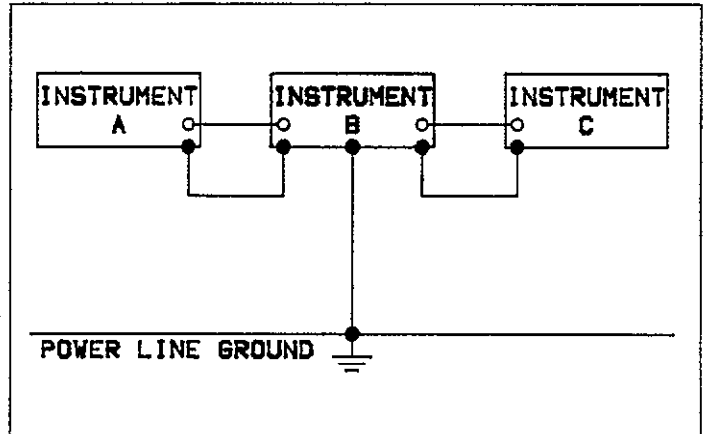 INSTRUMENT
A
INSTRUMENT
B
INSTRUMENT
C
POWER LINE GROUND